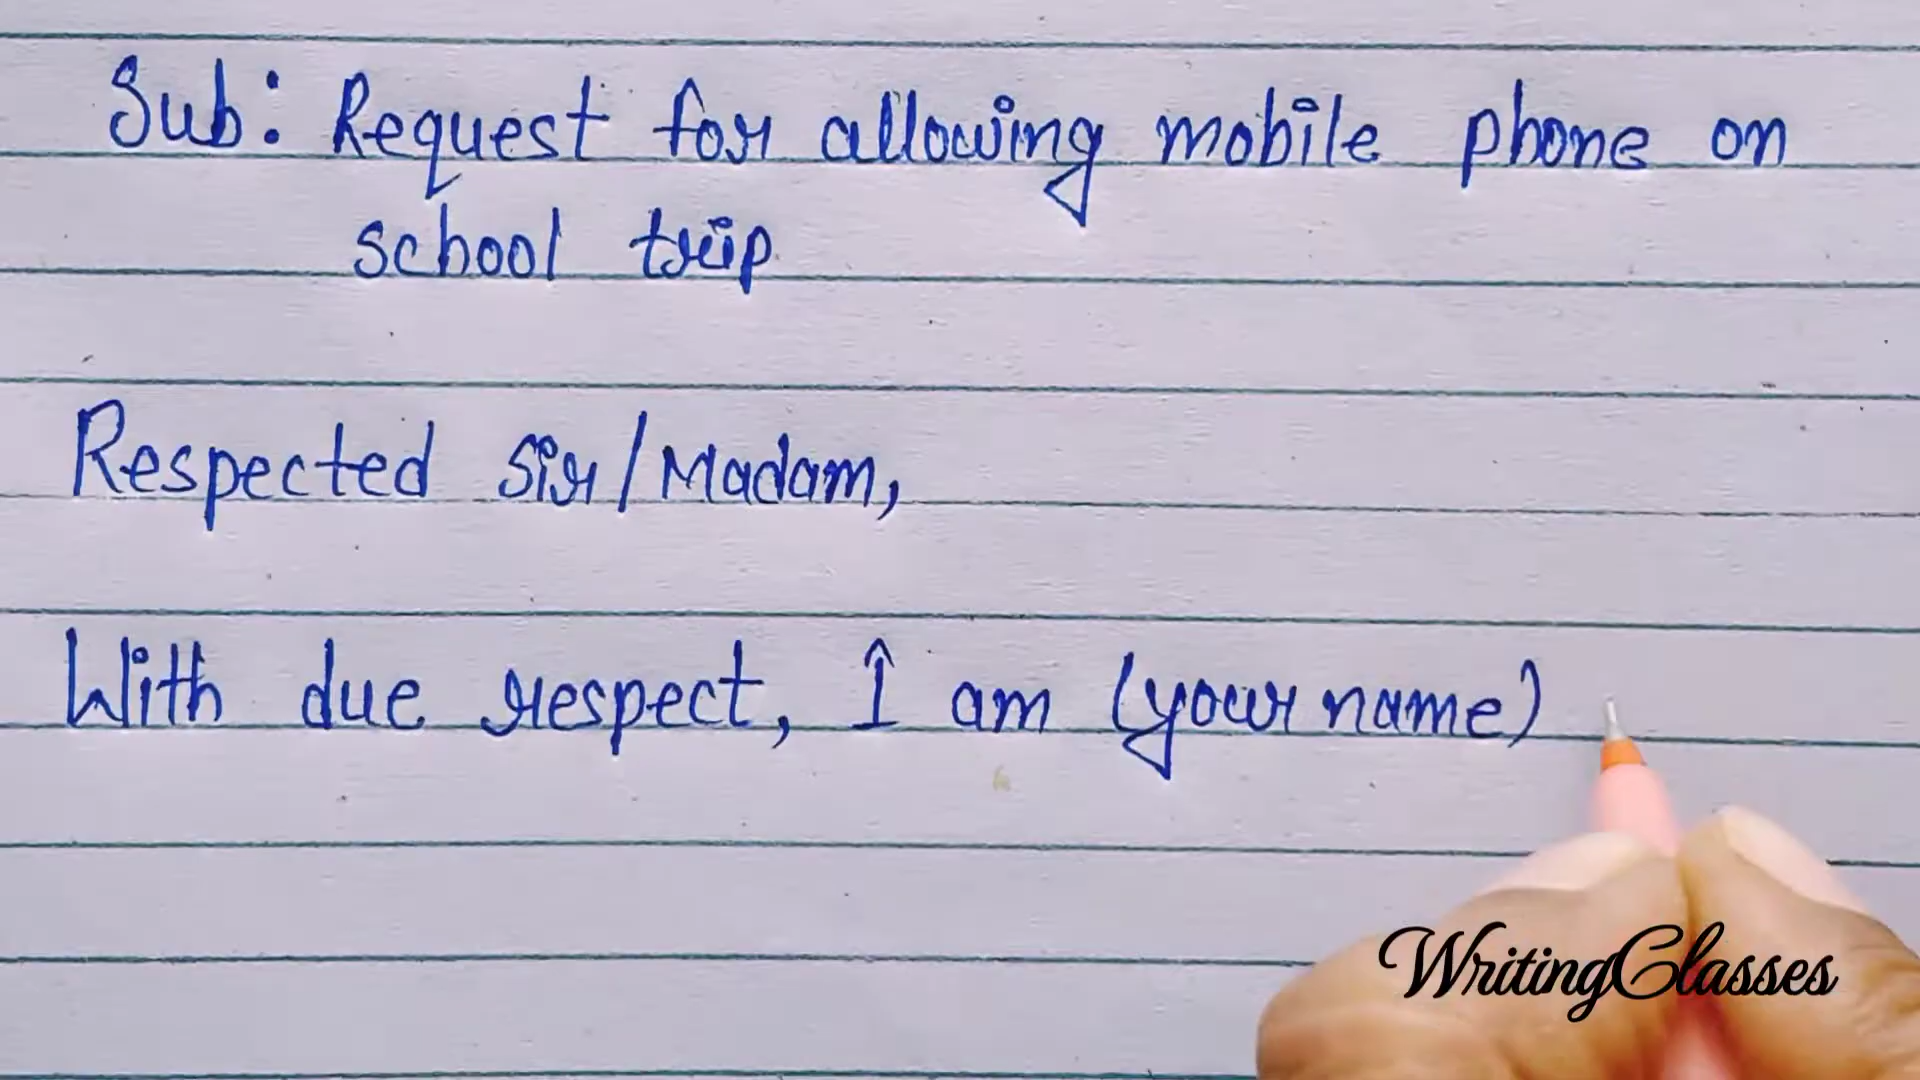 Sub: Request for allowing mobile phone on
school trip
Respected Sir/Madam,
With due respect, I am (your name)
WritingClasses